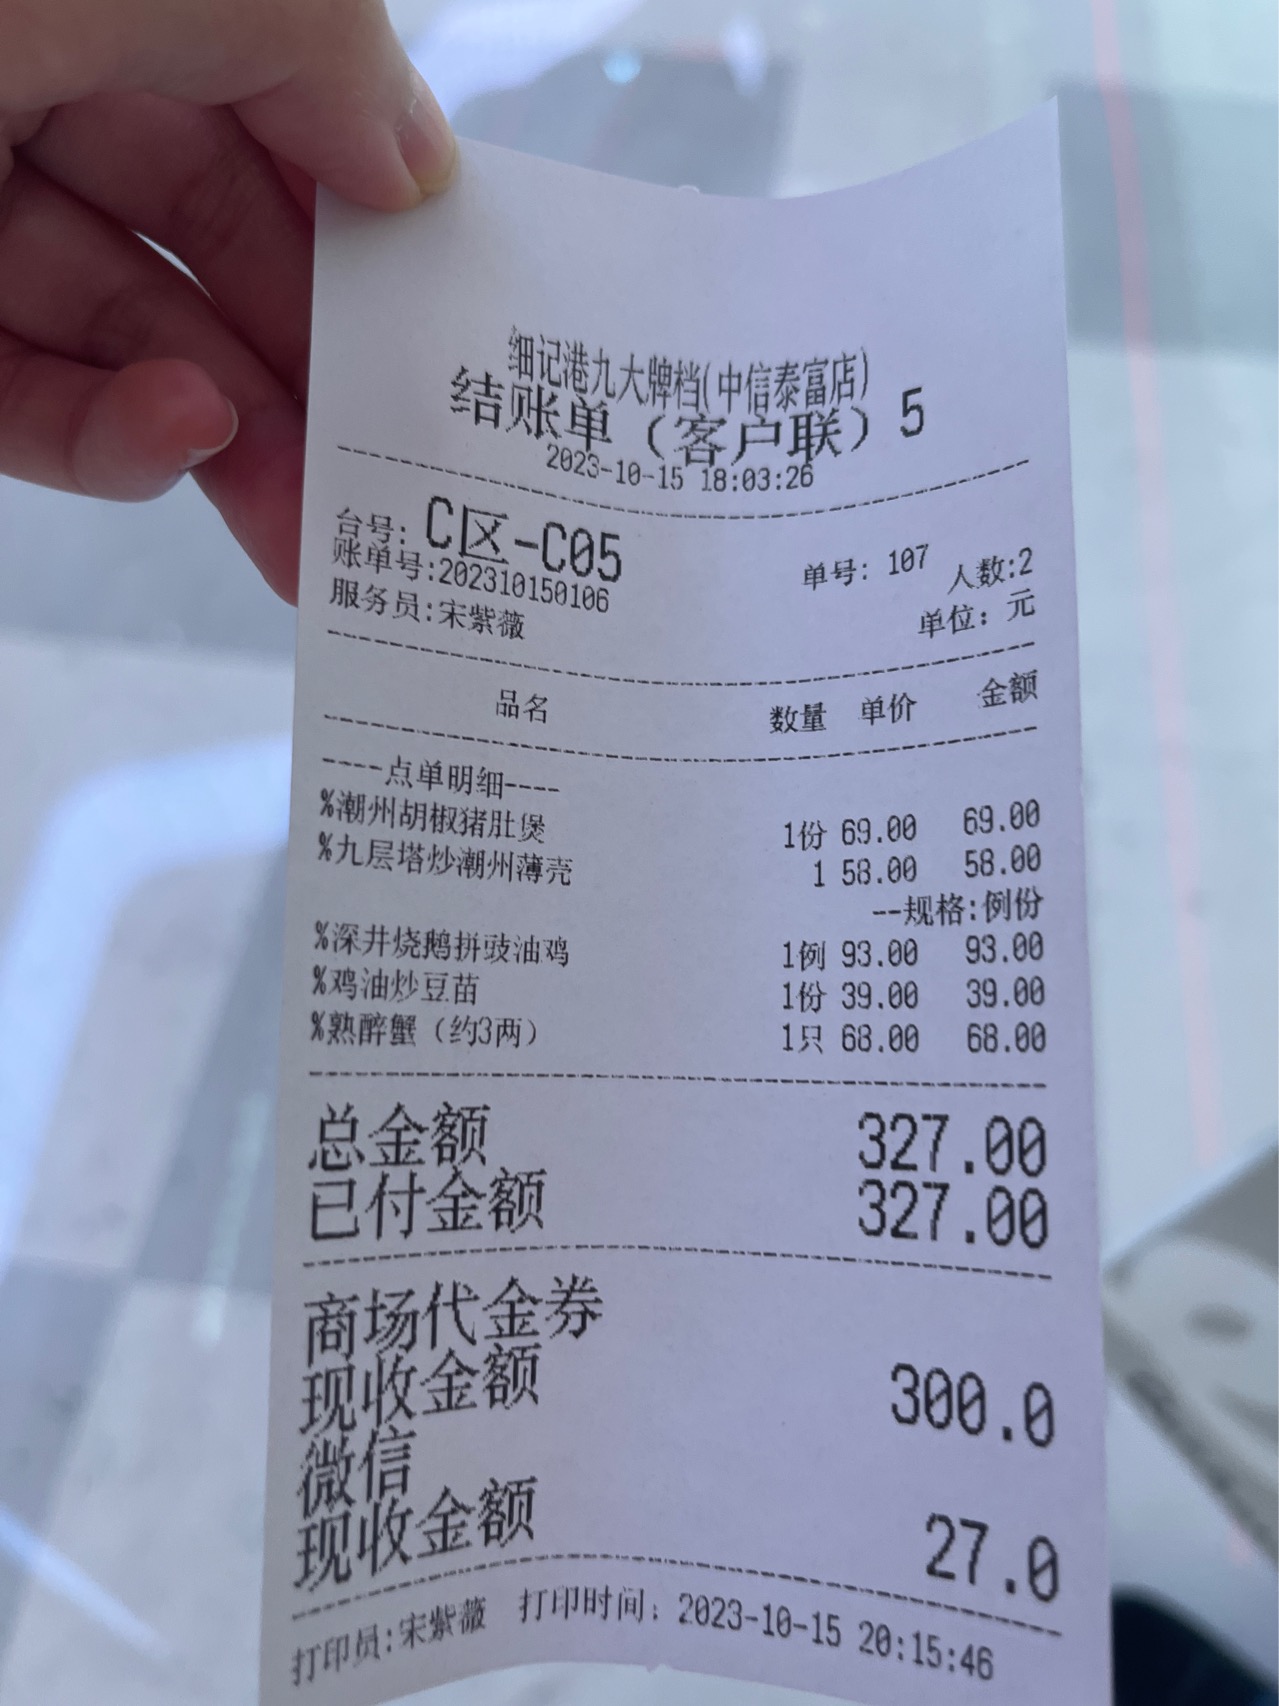 细记港九大牌档(中信泰富店)
结账单（客户联）5
2023-10-15 18:03:26
台号: C区-C05
单号: 107
账单号:202310150106
人数:2
服务员:宋紫薇
单位: 元
品名 数量 单价 金额
----点单明细----
%潮州胡椒猪肚煲 1份 69.00 69.00
%九层塔炒潮州薄壳 1 58.00 58.00
--规格:例份
%深井烧鹅拼豉油鸡 1例 93.00 93.00
%鸡油炒豆苗 1份 39.00 39.00
%熟醉蟹（约3两） 1只 68.00 68.00
总金额 327.00
已付金额 327.00
商场代金券
现收金额 300.0
微信
现收金额 27.0
打印员:宋紫薇 打印时间: 2023-10-15 20:15:46